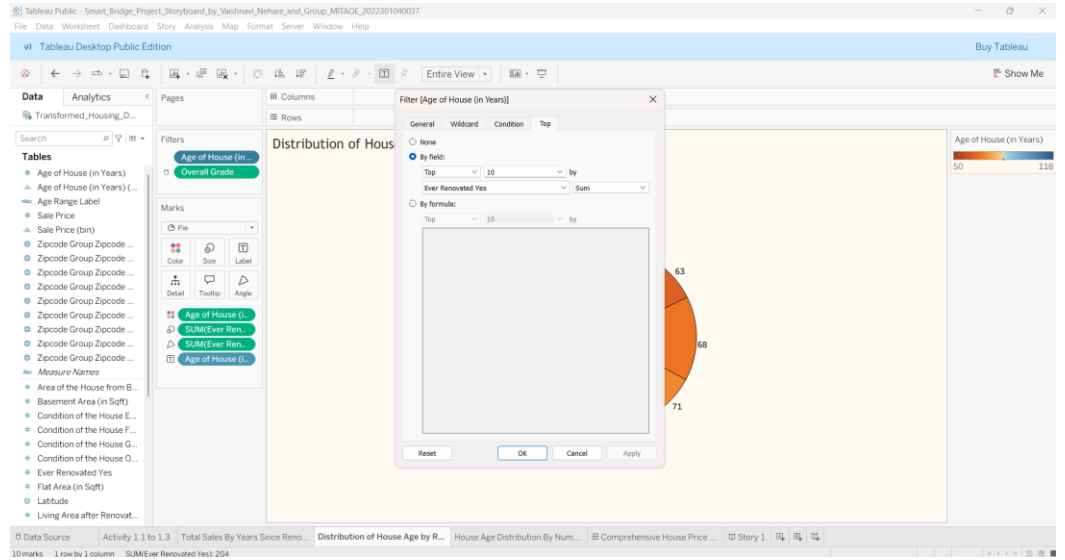 Tableau Public - Smart_Bridge_Project_Storyboard_by_Vaishnavi_Nehare_and_Group_MITAOE_2022301040037
File Data Worksheet Dashboard Story Analysis Map Format Server Window Help
Tableau Desktop Public Edition Buy Tableau
Entire View Show Me
Data Analytics Pages Columns
Transformed_Housing_D... Rows
Search Filters
Tables
Age of House (in Years)
Age of House (in Years) (...
Age Range Label
Sale Price
Sale Price (bin)
Zipcode Group Zipcode ...
Zipcode Group Zipcode ...
Zipcode Group Zipcode ...
Zipcode Group Zipcode ...
Zipcode Group Zipcode ...
Zipcode Group Zipcode ...
Zipcode Group Zipcode ...
Zipcode Group Zipcode ...
Zipcode Group Zipcode ...
Measure Names
Area of the House from B...
Basement Area (in Sqft)
Condition of the House E...
Condition of the House F...
Condition of the House G...
Condition of the House O...
Ever Renovated Yes
Flat Area (in Sqft)
Latitude
Living Area after Renovat...
Age of House (in ..
Overall Grade
Marks
Pie
Color Size Label
Detail Tooltip Angle
Age of House (i..
SUM(Ever Ren..
SUM(Ever Ren..
Age of House (i..
Distribution of Hous
Filter [Age of House (in Years)]
General Wildcard Condition Top
None
By field:
Top 10 by
Ever Renovated Yes Sum
By formula:
Top 10 by
Reset OK Cancel Apply
63
68
71
Age of House (in Years)
50 118
Data Source Activity 1.1 to 1.3 Total Sales By Years Since Reno... Distribution of House Age by R... House Age Distribution By Num... Comprehensive House Price ... Story 1
10 marks 1 row by 1 column SUM(Ever Renovated Yes): 204